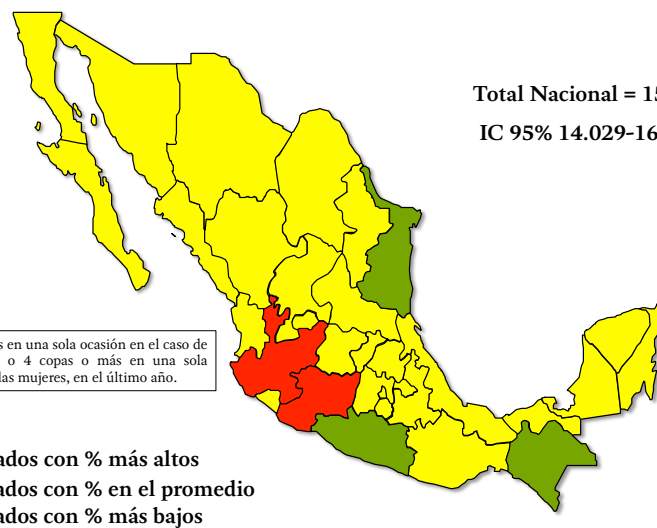 Total Nacional = 15
IC 95% 14.029-16
s en una sola ocasión en el caso de
o 4 copas o más en una sola
las mujeres, en el último año.
ados con % más altos
ados con % en el promedio
ados con % más bajos